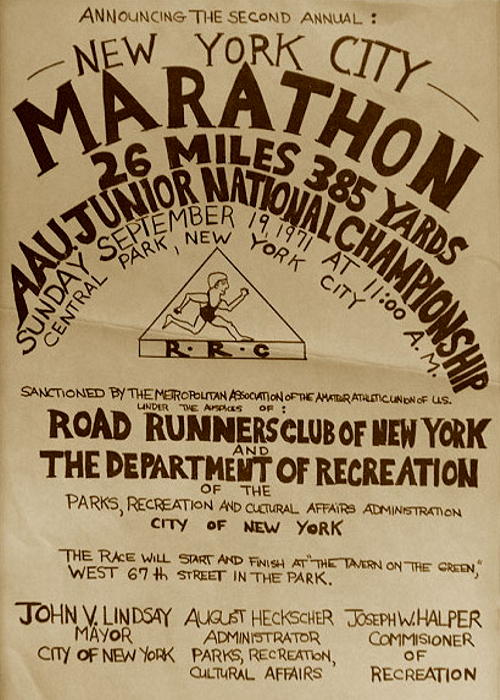 ANNOUNCING THE SECOND ANNUAL:
NEW YORK CITY
MARATHON
26 MILES 385 YARDS
AAU. JUNIOR NATIONAL CHAMPIONSHIP
SUNDAY SEPTEMBER 19, 1971 AT 11:00 A.M.
CENTRAL PARK, NEW YORK CITY
R·R·C
SANCTIONED BY THE METROPOLITAN ASSOCIATION OF THE AMATEUR ATHLETIC UNION OF U.S.
UNDER THE AUSPICES OF:
ROAD RUNNERS CLUB OF NEW YORK
AND
THE DEPARTMENT OF RECREATION
OF THE
PARKS, RECREATION AND CULTURAL AFFAIRS ADMINISTRATION
CITY OF NEW YORK
THE RACE WILL START AND FINISH AT "THE TAVERN ON THE GREEN,"
WEST 67th STREET IN THE PARK.
JOHN V. LINDSAY AUGUST HECKSCHER JOSEPH W. HALPER
MAYOR ADMINISTRATOR COMMISIONER
CITY OF NEW YORK PARKS, RECREATION, OF
CULTURAL AFFAIRS RECREATION